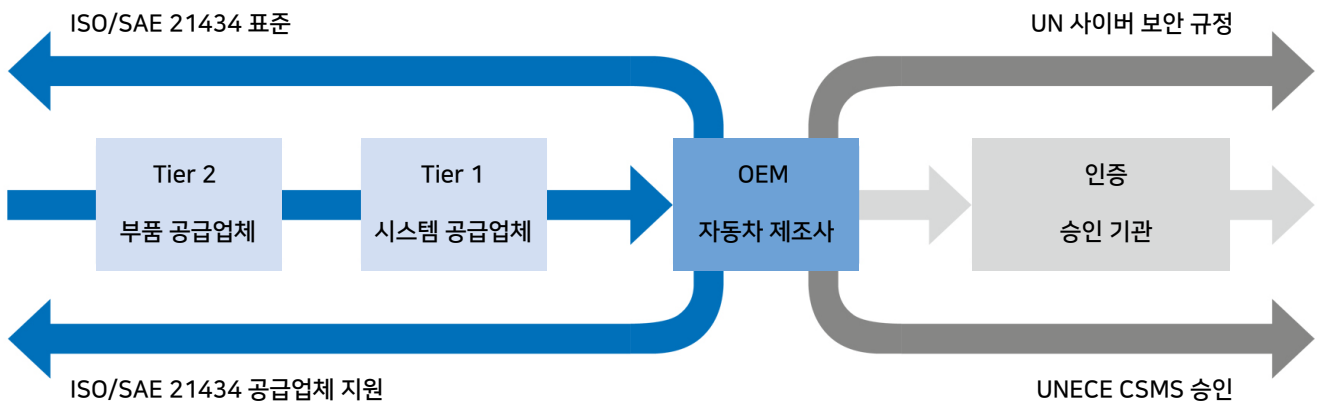 ISO/SAE 21434 표준
UN 사이버 보안 규정
Tier 2
부품 공급업체
Tier 1
시스템 공급업체
OEM
자동차 제조사
인증
승인 기관
ISO/SAE 21434 공급업체 지원
UNECE CSMS 승인